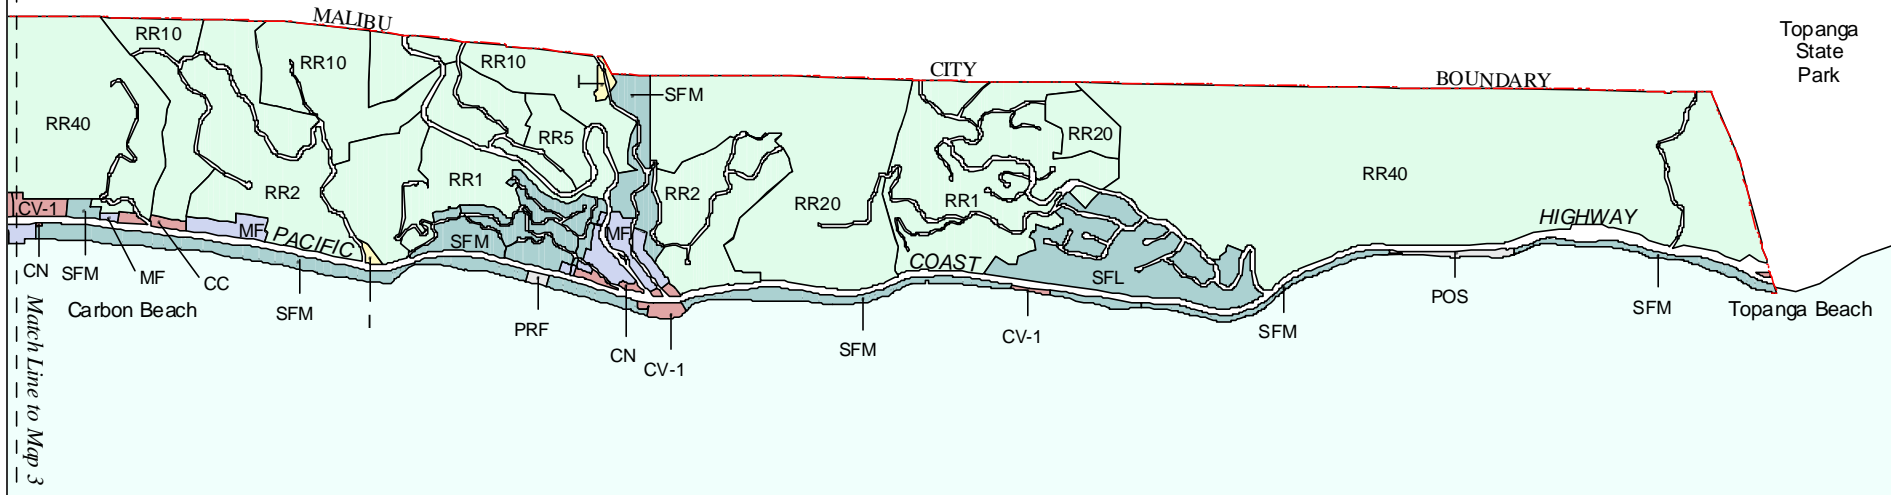 MALIBU
CITY
BOUNDARY
Topanga
State
Park
RR10
RR10
RR10
I
SFM
RR40
RR5
RR20
RR2
RR1
RR2
RR20
RR1
RR40
CV-1
MF
PACIFIC
SFM
MF
COAST
SFL
HIGHWAY
CN
SFM
MF
CC
Carbon Beach
SFM
I
PRF
CN
CV-1
SFM
CV-1
SFM
POS
SFM
Topanga Beach
Match Line to Map 3